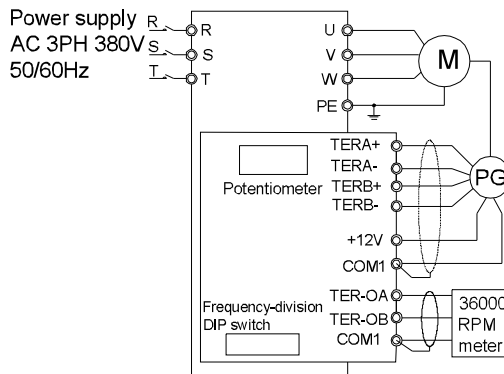 Power supply
AC 3PH 380V
50/60Hz
R
S
T
R
S
T
U
V
W
PE
M
PG
TERA+
TERA-
TERB+
TERB-
+12V
COM1
Potentiometer
Frequency-division
DIP switch
TER-OA
TER-OB
COM1
36000
RPM
meter